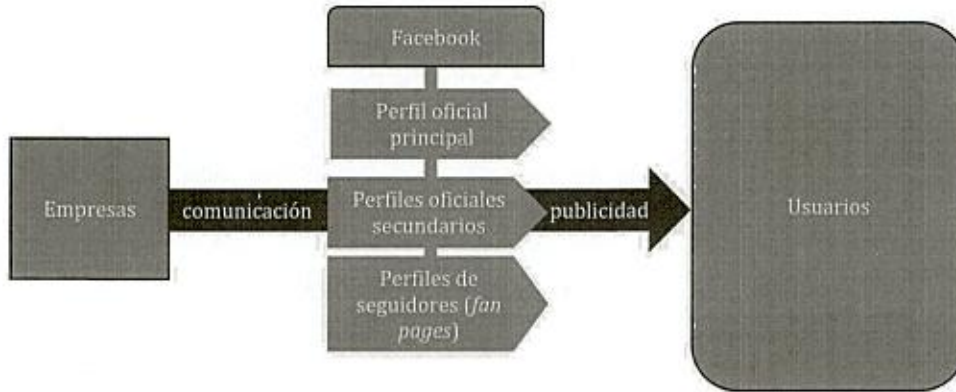 Facebook
Perfil oficial
principal
Empresas
comunicación
Perfiles oficiales
secundarios
publicidad
Usuarios
Perfiles de
seguidores (fan
pages)